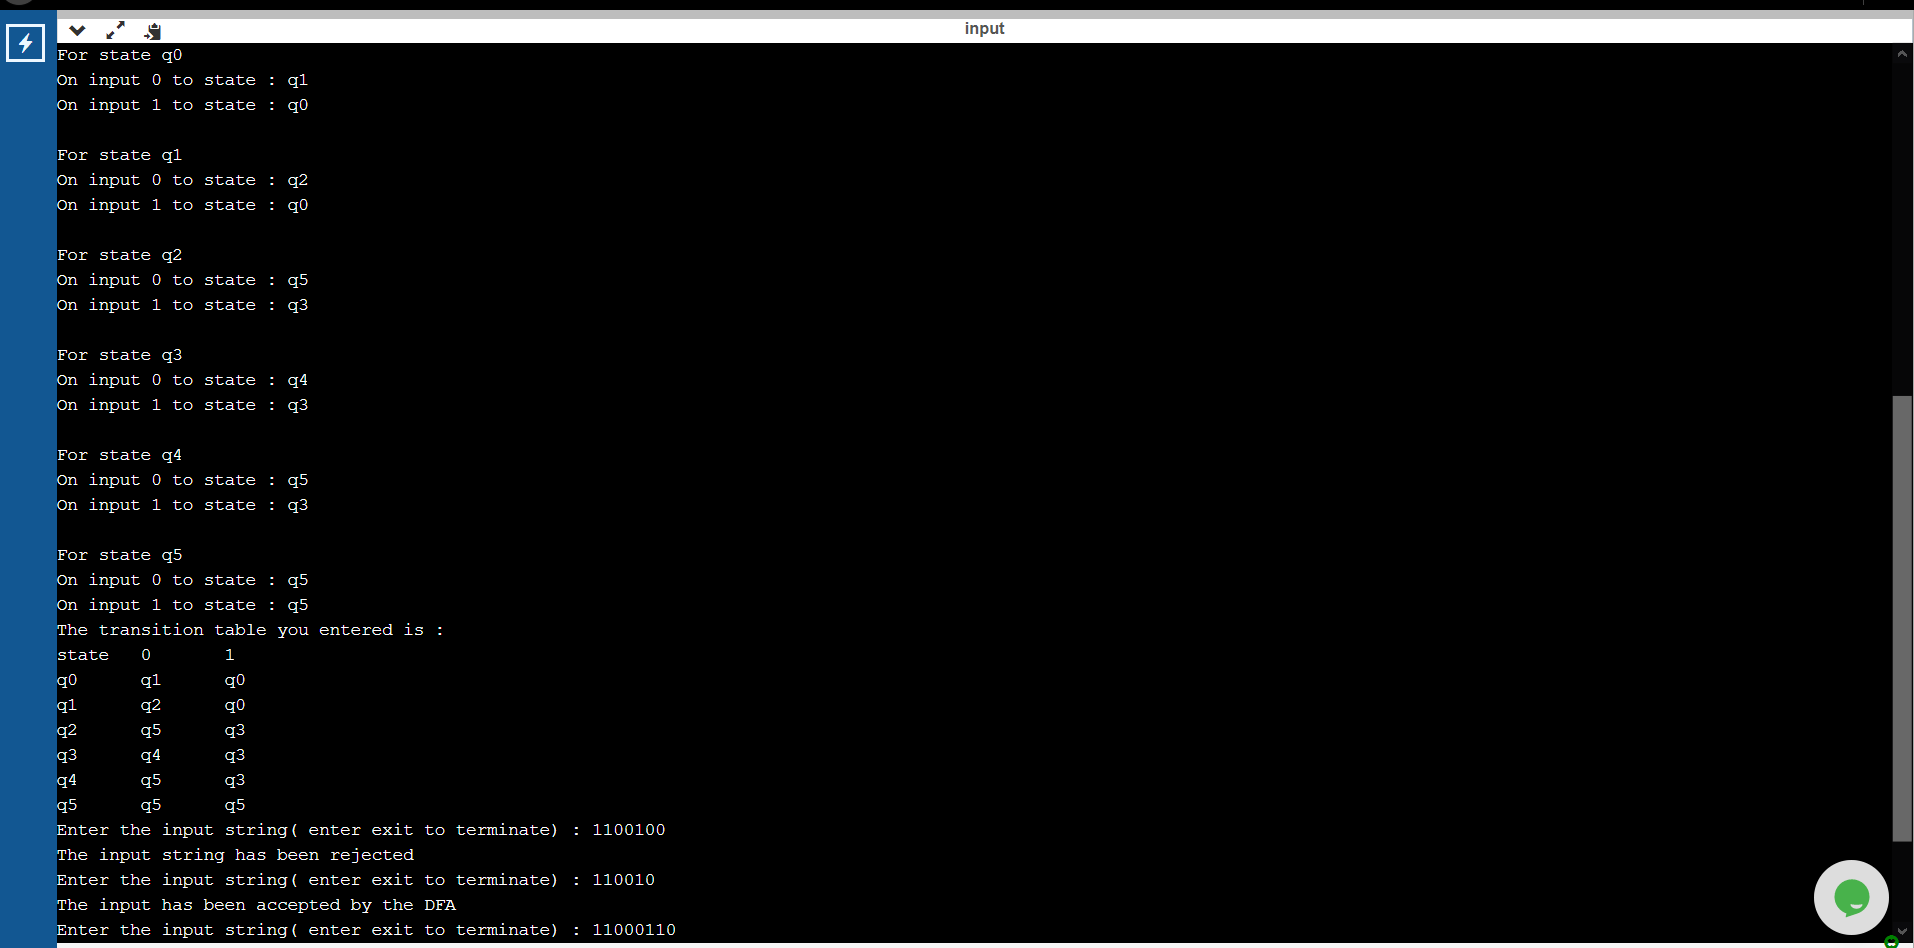 input
For state q0
On input 0 to state : q1
On input 1 to state : q0
For state q1
On input 0 to state : q2
On input 1 to state : q0
For state q2
On input 0 to state : q5
On input 1 to state : q3
For state q3
On input 0 to state : q4
On input 1 to state : q3
For state q4
On input 0 to state : q5
On input 1 to state : q3
For state q5
On input 0 to state : q5
On input 1 to state : q5
The transition table you entered is :
state 0 1
q0 q1 q0
q1 q2 q0
q2 q5 q3
q3 q4 q3
q4 q5 q3
q5 q5 q5
Enter the input string( enter exit to terminate) : 1100100
The input string has been rejected
Enter the input string( enter exit to terminate) : 110010
The input has been accepted by the DFA
Enter the input string( enter exit to terminate) : 11000110